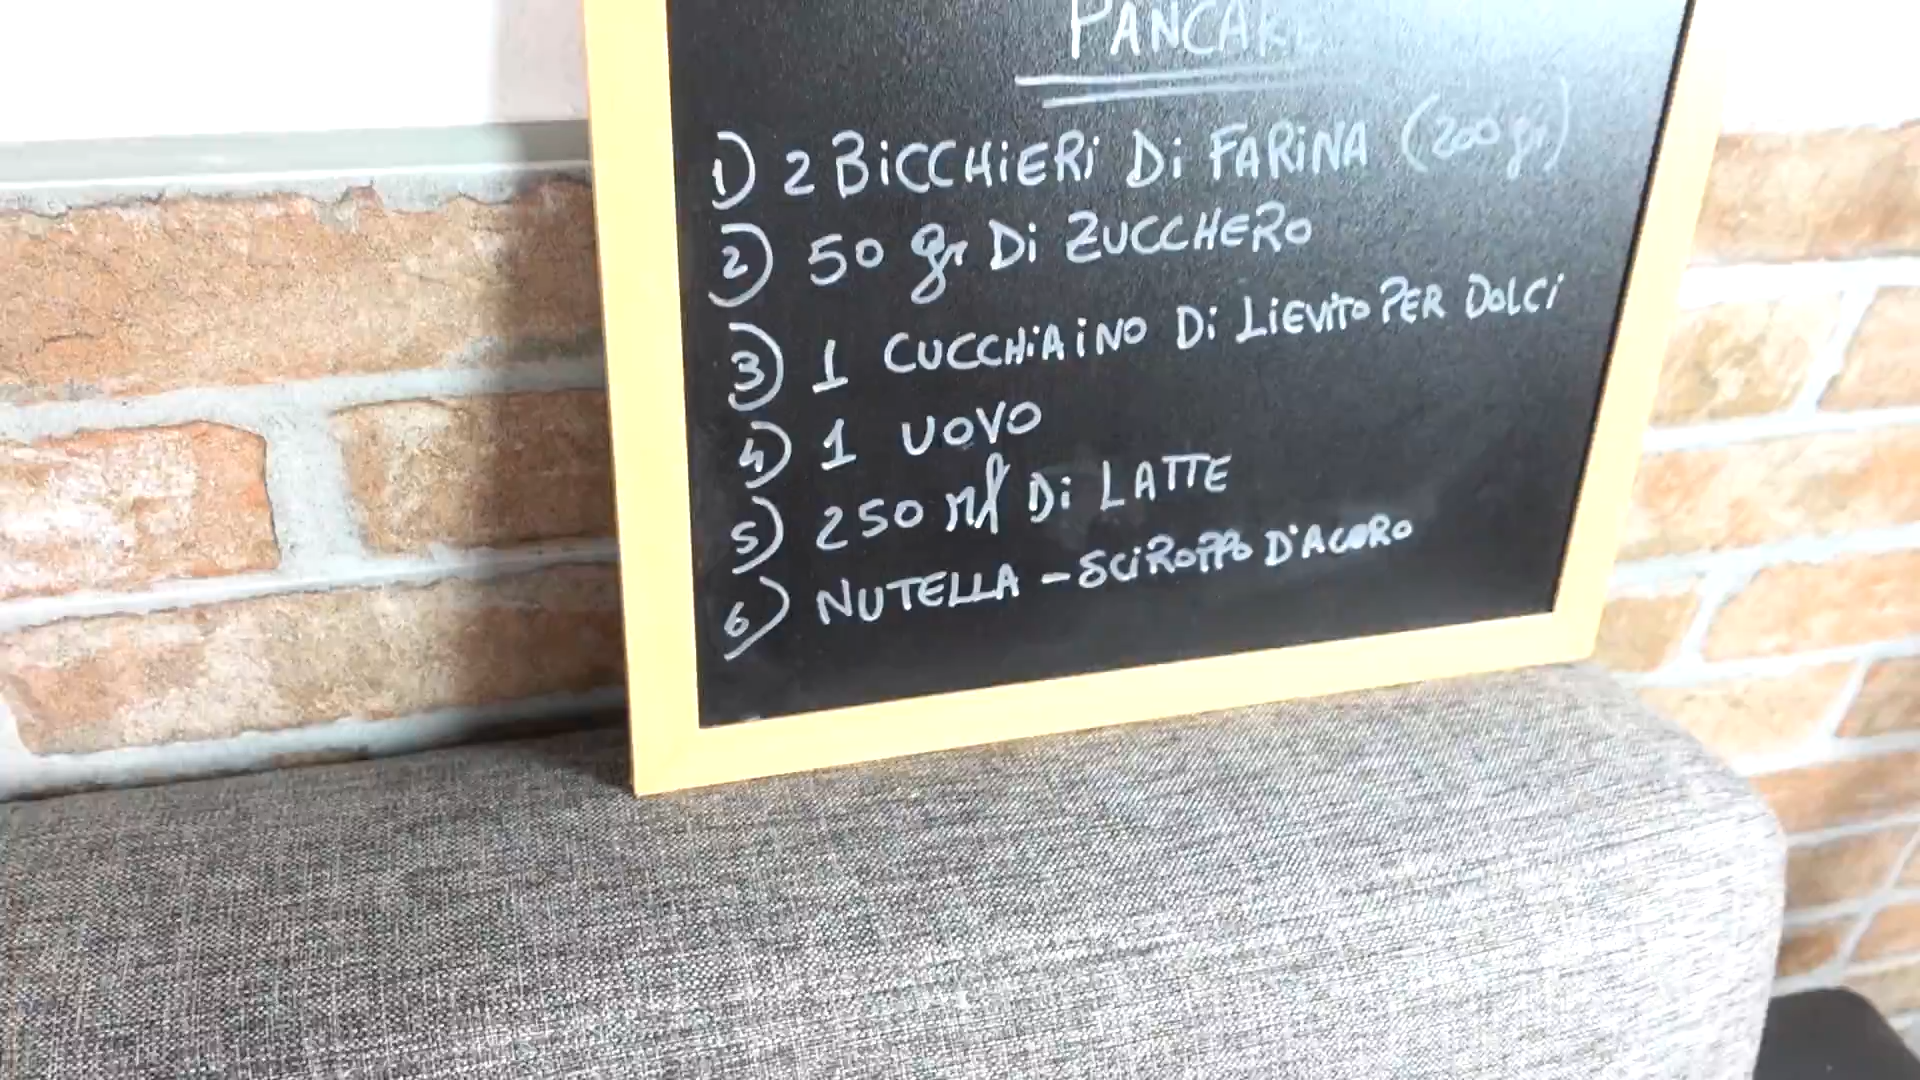 PANCAKE
1) 2 BiCCHiERi Di FARiNA (200 gr)
2) 50 gr Di ZUCCHERO
3) 1 CUCCHiAiNO Di LiEViTO PER DOLCi
4) 1 UOVO
5) 250 ml Di LATTE
6) NUTELLA - SCiROPPO D'ACERO